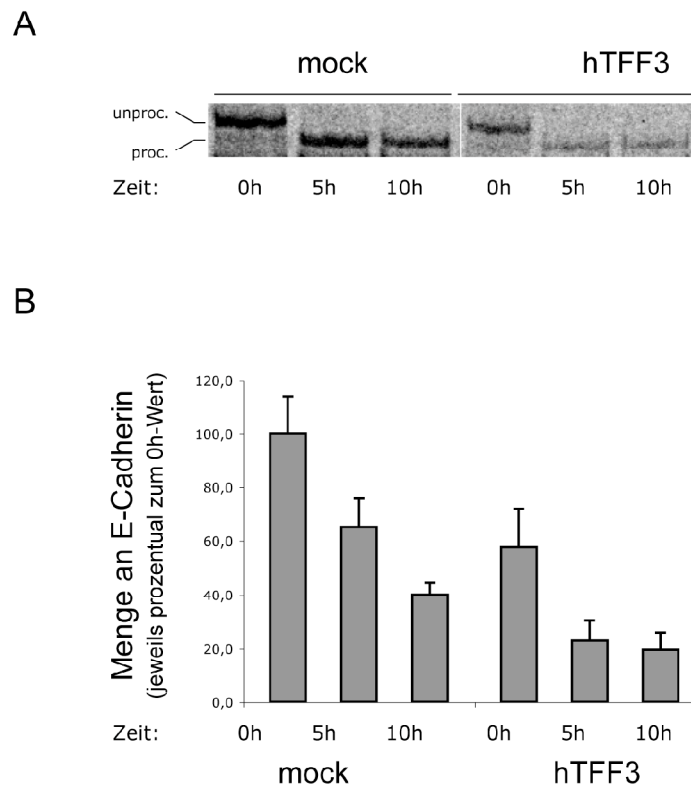 A
mock hTFF3
unproc.
proc.
Zeit: 0h 5h 10h 0h 5h 10h
B
Menge an E-Cadherin
(jeweils prozentual zum 0h-Wert)
120,0
100,0
80,0
60,0
40,0
20,0
0,0
Zeit: 0h 5h 10h 0h 5h 10h
mock hTFF3